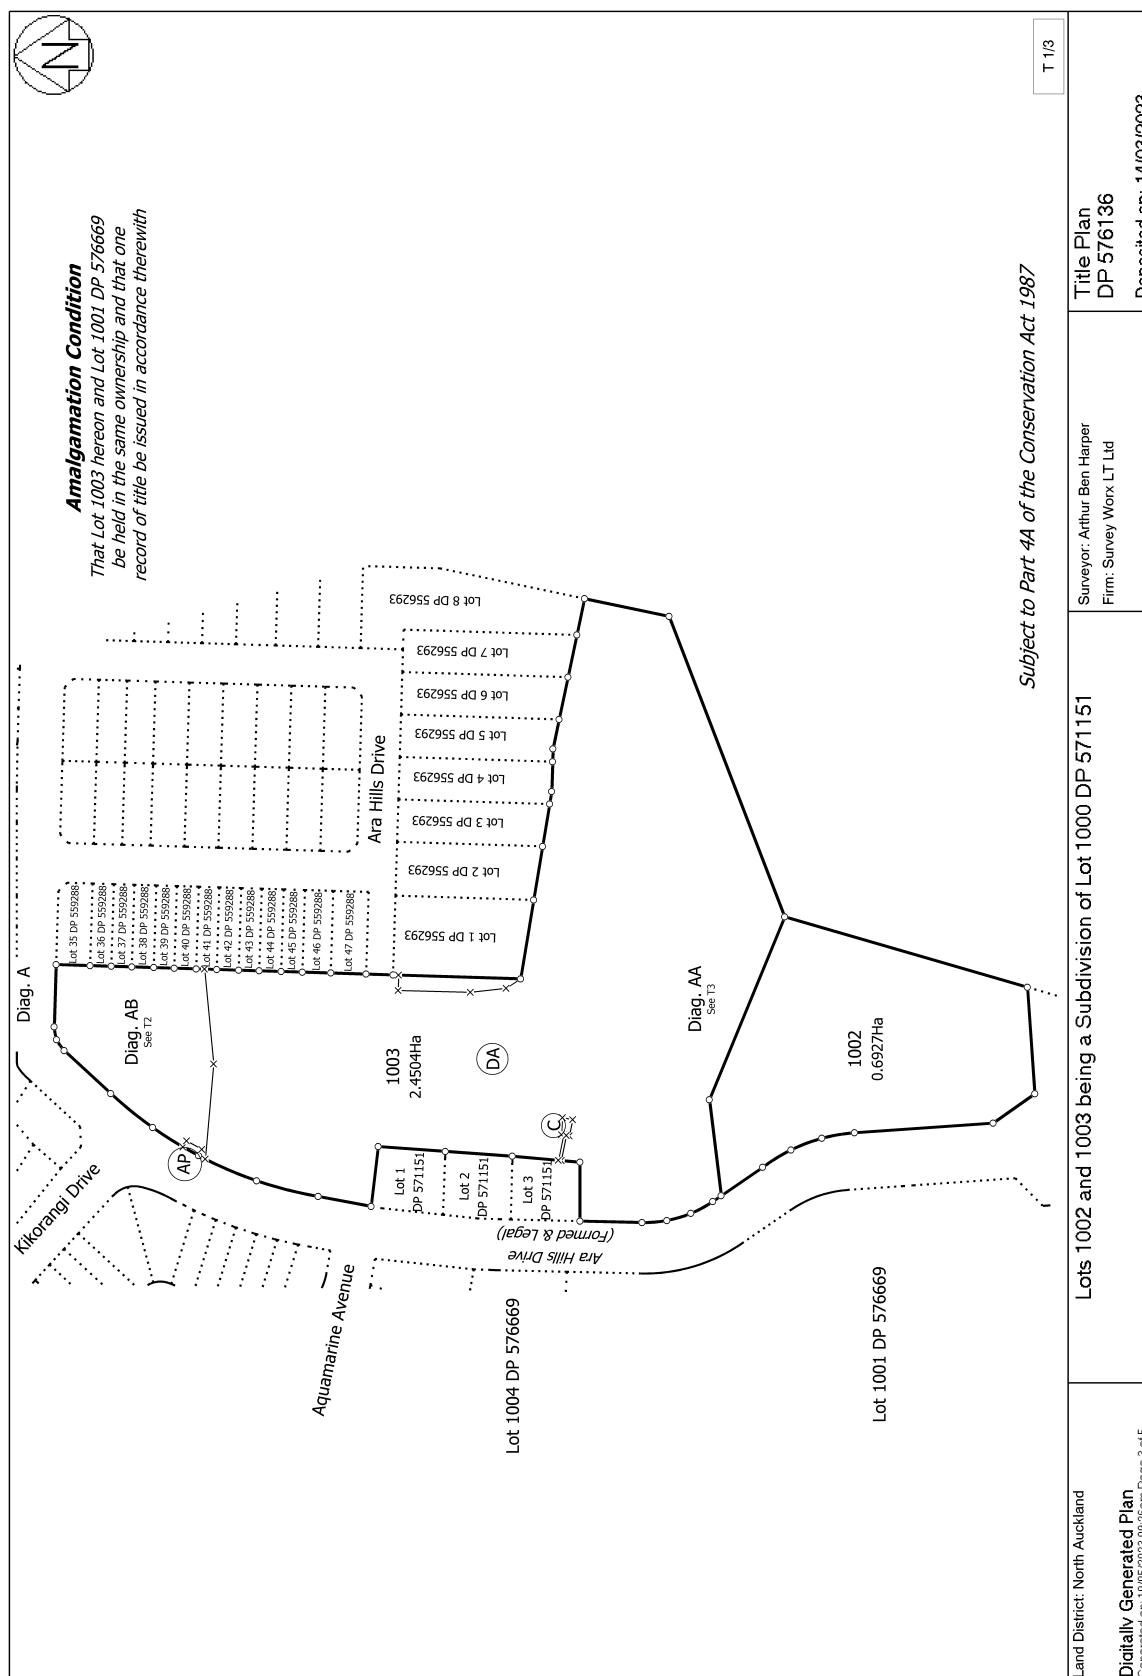 N
T 1/3
Amalgamation Condition
That Lot 1003 hereon and Lot 1001 DP 576669
be held in the same ownership and that one
record of title be issued in accordance therewith
Diag. A
Lot 35 DP 559288
Lot 36 DP 559288
Lot 37 DP 559288
Lot 38 DP 559288
Lot 39 DP 559288
Lot 40 DP 559288
Lot 41 DP 559288
Lot 42 DP 559288
Lot 43 DP 559288
Lot 44 DP 559288
Lot 45 DP 559288
Lot 46 DP 559288
Lot 47 DP 559288
Ara Hills Drive
Lot 8 DP 556293
Lot 7 DP 556293
Lot 6 DP 556293
Lot 5 DP 556293
Lot 4 DP 556293
Lot 3 DP 556293
Lot 2 DP 556293
Lot 1 DP 556293
Diag. AB
See T2
1003
2.4504Ha
DA
Diag. AA
See T3
1002
0.6927Ha
AP
C
Lot 1
DP 571151
Lot 2
DP 571151
Lot 3
DP 571151
Ara Hills Drive
(Formed & Legal)
Kikorangi Drive
Aquamarine Avenue
Lot 1004 DP 576669
Lot 1001 DP 576669
Subject to Part 4A of the Conservation Act 1987
Land District: North Auckland
Digitally Generated Plan
Lots 1002 and 1003 being a Subdivision of Lot 1000 DP 571151
Surveyor: Arthur Ben Harper
Firm: Survey Worx LT Ltd
Title Plan
DP 576136
Deposited on: 14/03/2023